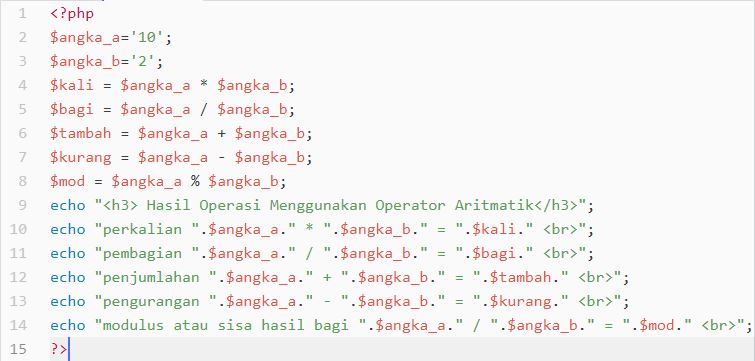 1 <?php
2 $angka_a='10';
3 $angka_b='2';
4 $kali = $angka_a * $angka_b;
5 $bagi = $angka_a / $angka_b;
6 $tambah = $angka_a + $angka_b;
7 $kurang = $angka_a - $angka_b;
8 $mod = $angka_a % $angka_b;
9 echo "<h3> Hasil Operasi Menggunakan Operator Aritmatik</h3>";
10 echo "perkalian ".$angka_a." * ".$angka_b." = ".$kali." <br>";
11 echo "pembagian ".$angka_a." / ".$angka_b." = ".$bagi." <br>";
12 echo "penjumlahan ".$angka_a." + ".$angka_b." = ".$tambah." <br>";
13 echo "pengurangan ".$angka_a." - ".$angka_b." = ".$kurang." <br>";
14 echo "modulus atau sisa hasil bagi ".$angka_a." / ".$angka_b." = ".$mod." <br>";
15 ?>